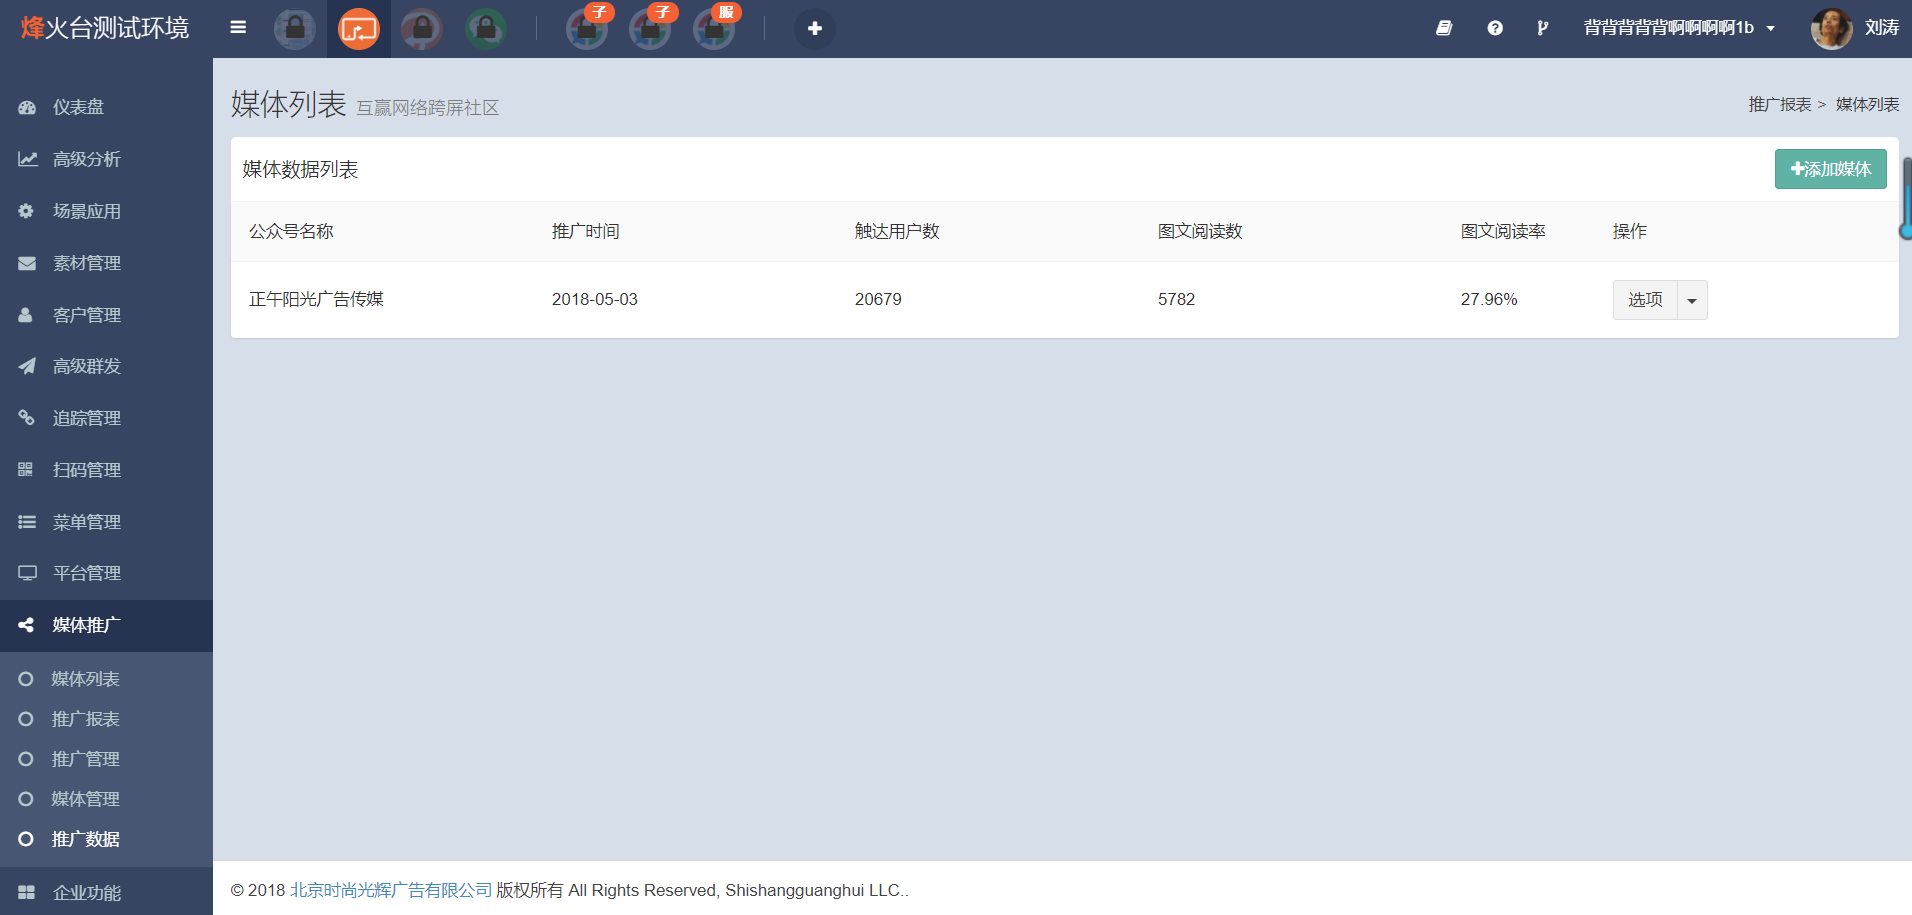 烽火台测试环境
子
子
服
背背背背背啊啊啊啊1b
刘涛
仪表盘
高级分析
场景应用
素材管理
客户管理
高级群发
追踪管理
扫码管理
菜单管理
平台管理
媒体推广
媒体列表
推广报表
推广管理
媒体管理
推广数据
企业功能
媒体列表 互赢网络跨屏社区
推广报表 > 媒体列表
媒体数据列表
添加媒体
公众号名称 推广时间 触达用户数 图文阅读数 图文阅读率 操作
正午阳光广告传媒 2018-05-03 20679 5782 27.96% 选项
© 2018 北京时尚光辉广告有限公司 版权所有 All Rights Reserved, Shishangguanghui LLC..